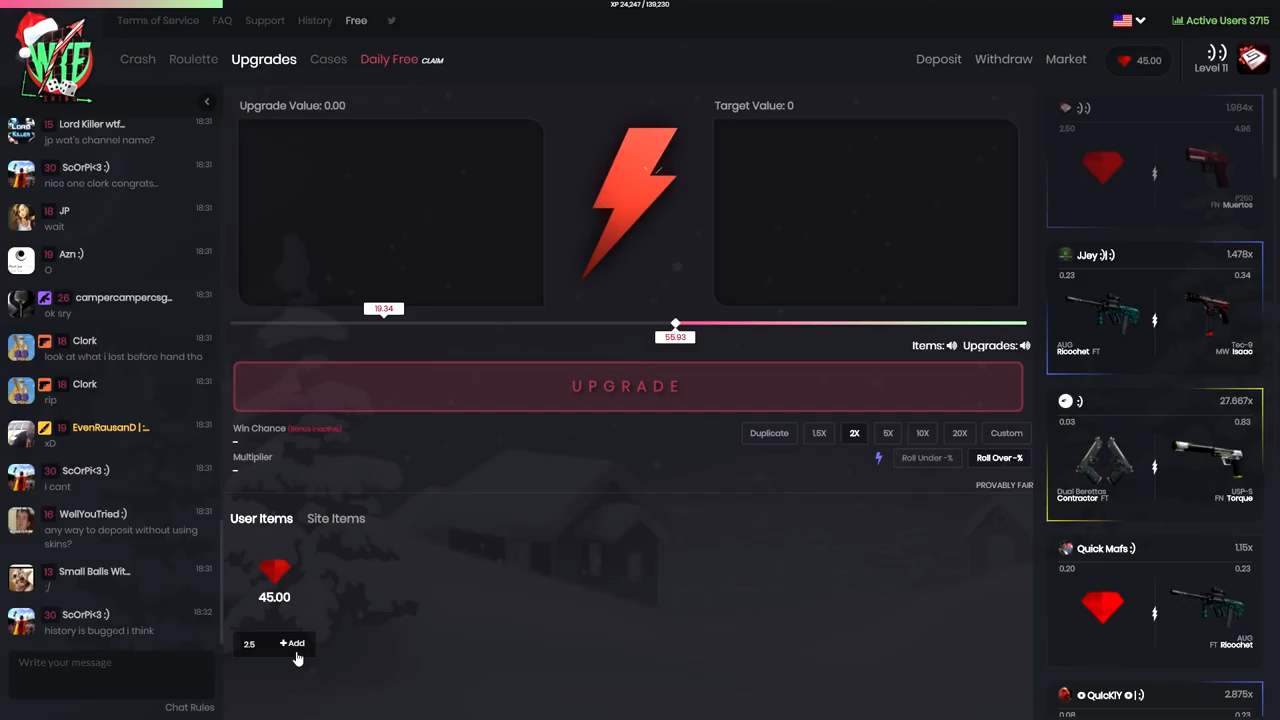 XP 24,247 / 139,230
Terms of Service FAQ Support History Free
Active Users 3715
WTF
SKINS
Crash Roulette Upgrades Cases Daily Free CLAIM
Deposit Withdraw Market 45.00
:·):)
Level 11
15 Lord Killer wtf... 18:31
jp wat's channel name?
30 ScOrPi<3 :) 18:31
nice one clork congrats...
18 JP 18:31
wait
19 Azn :) 18:31
O
26 campercampercsg... 18:31
ok sry
18 Clork 18:31
look at what i lost before hand tho
18 Clork 18:31
rip
19 EvenRausanD | :... 18:31
xD
30 ScOrPi<3 :) 18:31
i cant
16 WellYouTried :) 18:31
any way to deposit without using
skins?
13 Small Balls Wit... 18:31
:/
30 ScOrPi<3 :) 18:32
history is bugged i think
Write your message
Chat Rules
Upgrade Value: 0.00
Target Value: 0
19.34
55.93
Items: Upgrades:
UPGRADE
Win Chance (Bonus Inactive)
-
Multiplier
-
Duplicate 1.5X 2X 5X 10X 20X Custom
Roll Under -% Roll Over -%
PROVABLY FAIR
User Items Site Items
45.00
2.5 + Add
:) :) 1.984x
2.50 4.96
P250
FN Muertos
JJey :)| :) 1.478x
0.23 0.34
AUG
Ricochet FT
Tec-9
MW Isaac
:) 27.667x
0.03 0.83
Dual Berettas
Contractor FT
USP-S
FN Torque
Quick Mafs :) 1.15x
0.20 0.23
AUG
FT Ricochet
✪ QuIcKlY ✪ | :) 2.875x
0.08 0.23